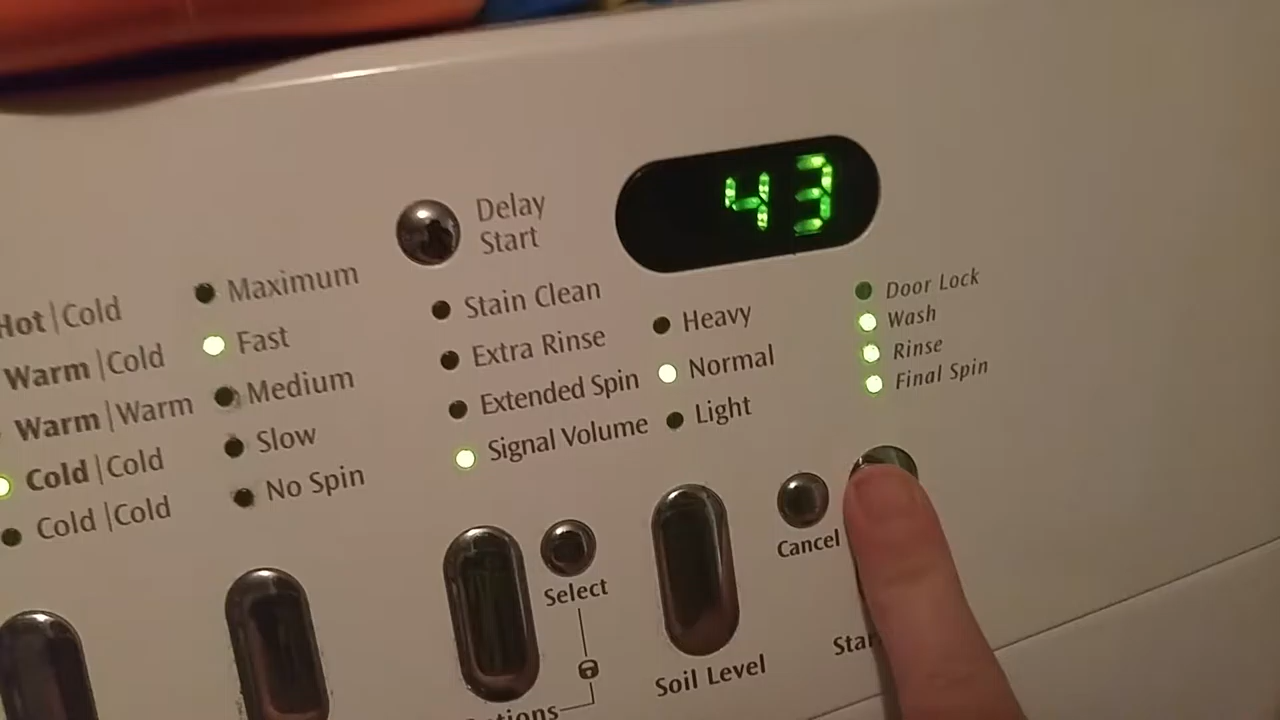 43
Delay
Start
Hot|Cold
Warm|Cold
Warm|Warm
Cold|Cold
Cold|Cold
Maximum
Fast
Medium
Slow
No Spin
Stain Clean
Extra Rinse
Extended Spin
Signal Volume
Heavy
Normal
Light
Door Lock
Wash
Rinse
Final Spin
Select
Soil Level
Cancel